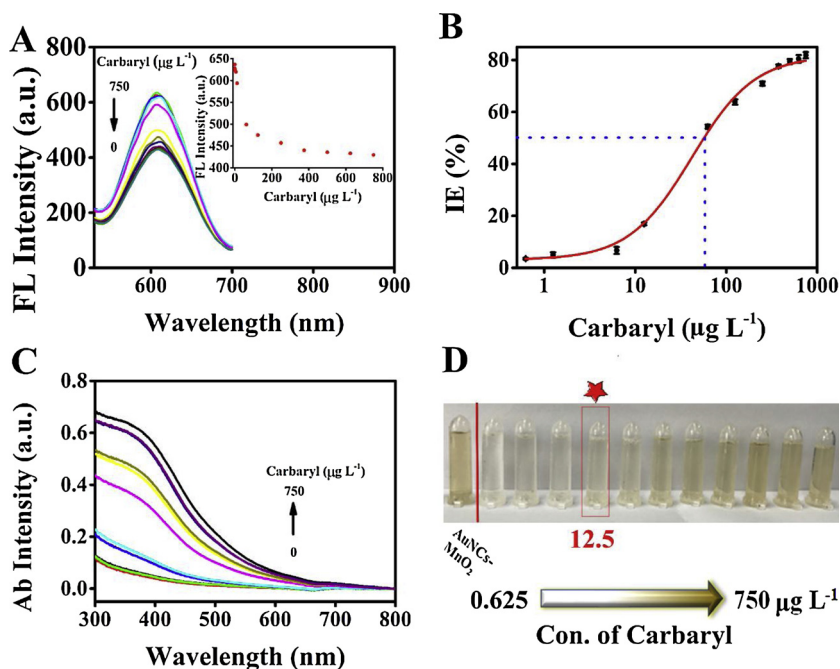 A
800
600
400
200
0
600
700
800
900
Wavelength (nm)
FL Intensity (a.u.)
Carbaryl (μg L-1)
750
0
650
600
550
500
450
400
350
0
200
400
600
800
FL Intensity (a.u.)
Carbaryl (μg L-1)
B
80
60
40
20
0
1
10
100
1000
IE (%)
Carbaryl (μg L-1)
C
0.8
0.6
0.4
0.2
0.0
300
400
500
600
700
800
Ab Intensity (a.u.)
Wavelength (nm)
Carbaryl (μg L-1)
750
0
D
12.5
AuNCs-
MnO2
0.625
750 μg L-1
Con. of Carbaryl